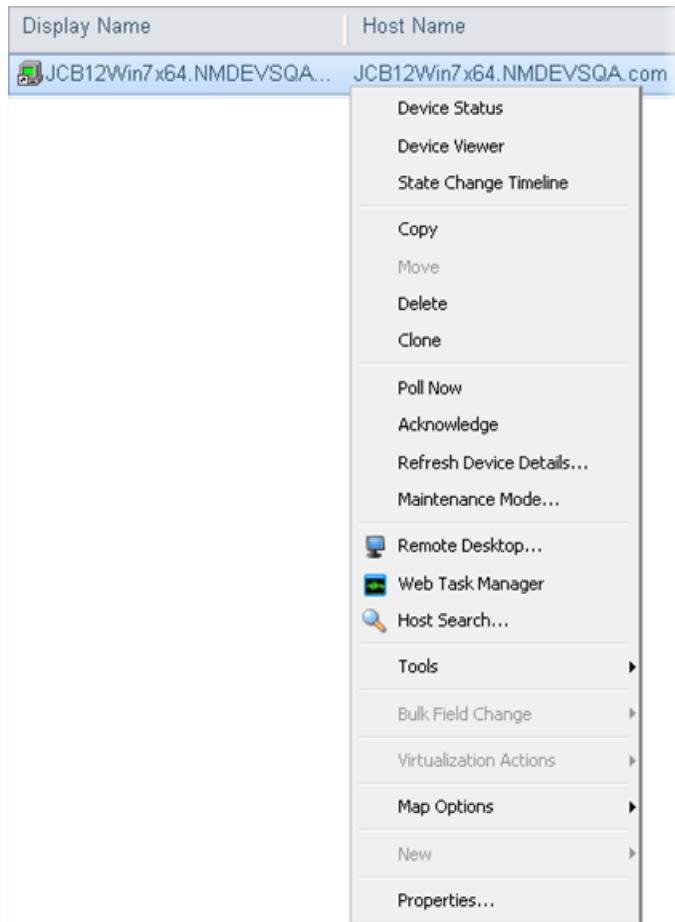 Display Name Host Name
JCB12Win7x64.NMDEVSQA... JCB12Win7x64.NMDEVSQA.com
Device Status
Device Viewer
State Change Timeline
Copy
Move
Delete
Clone
Poll Now
Acknowledge
Refresh Device Details...
Maintenance Mode...
Remote Desktop...
Web Task Manager
Host Search...
Tools
Bulk Field Change
Virtualization Actions
Map Options
New
Properties...